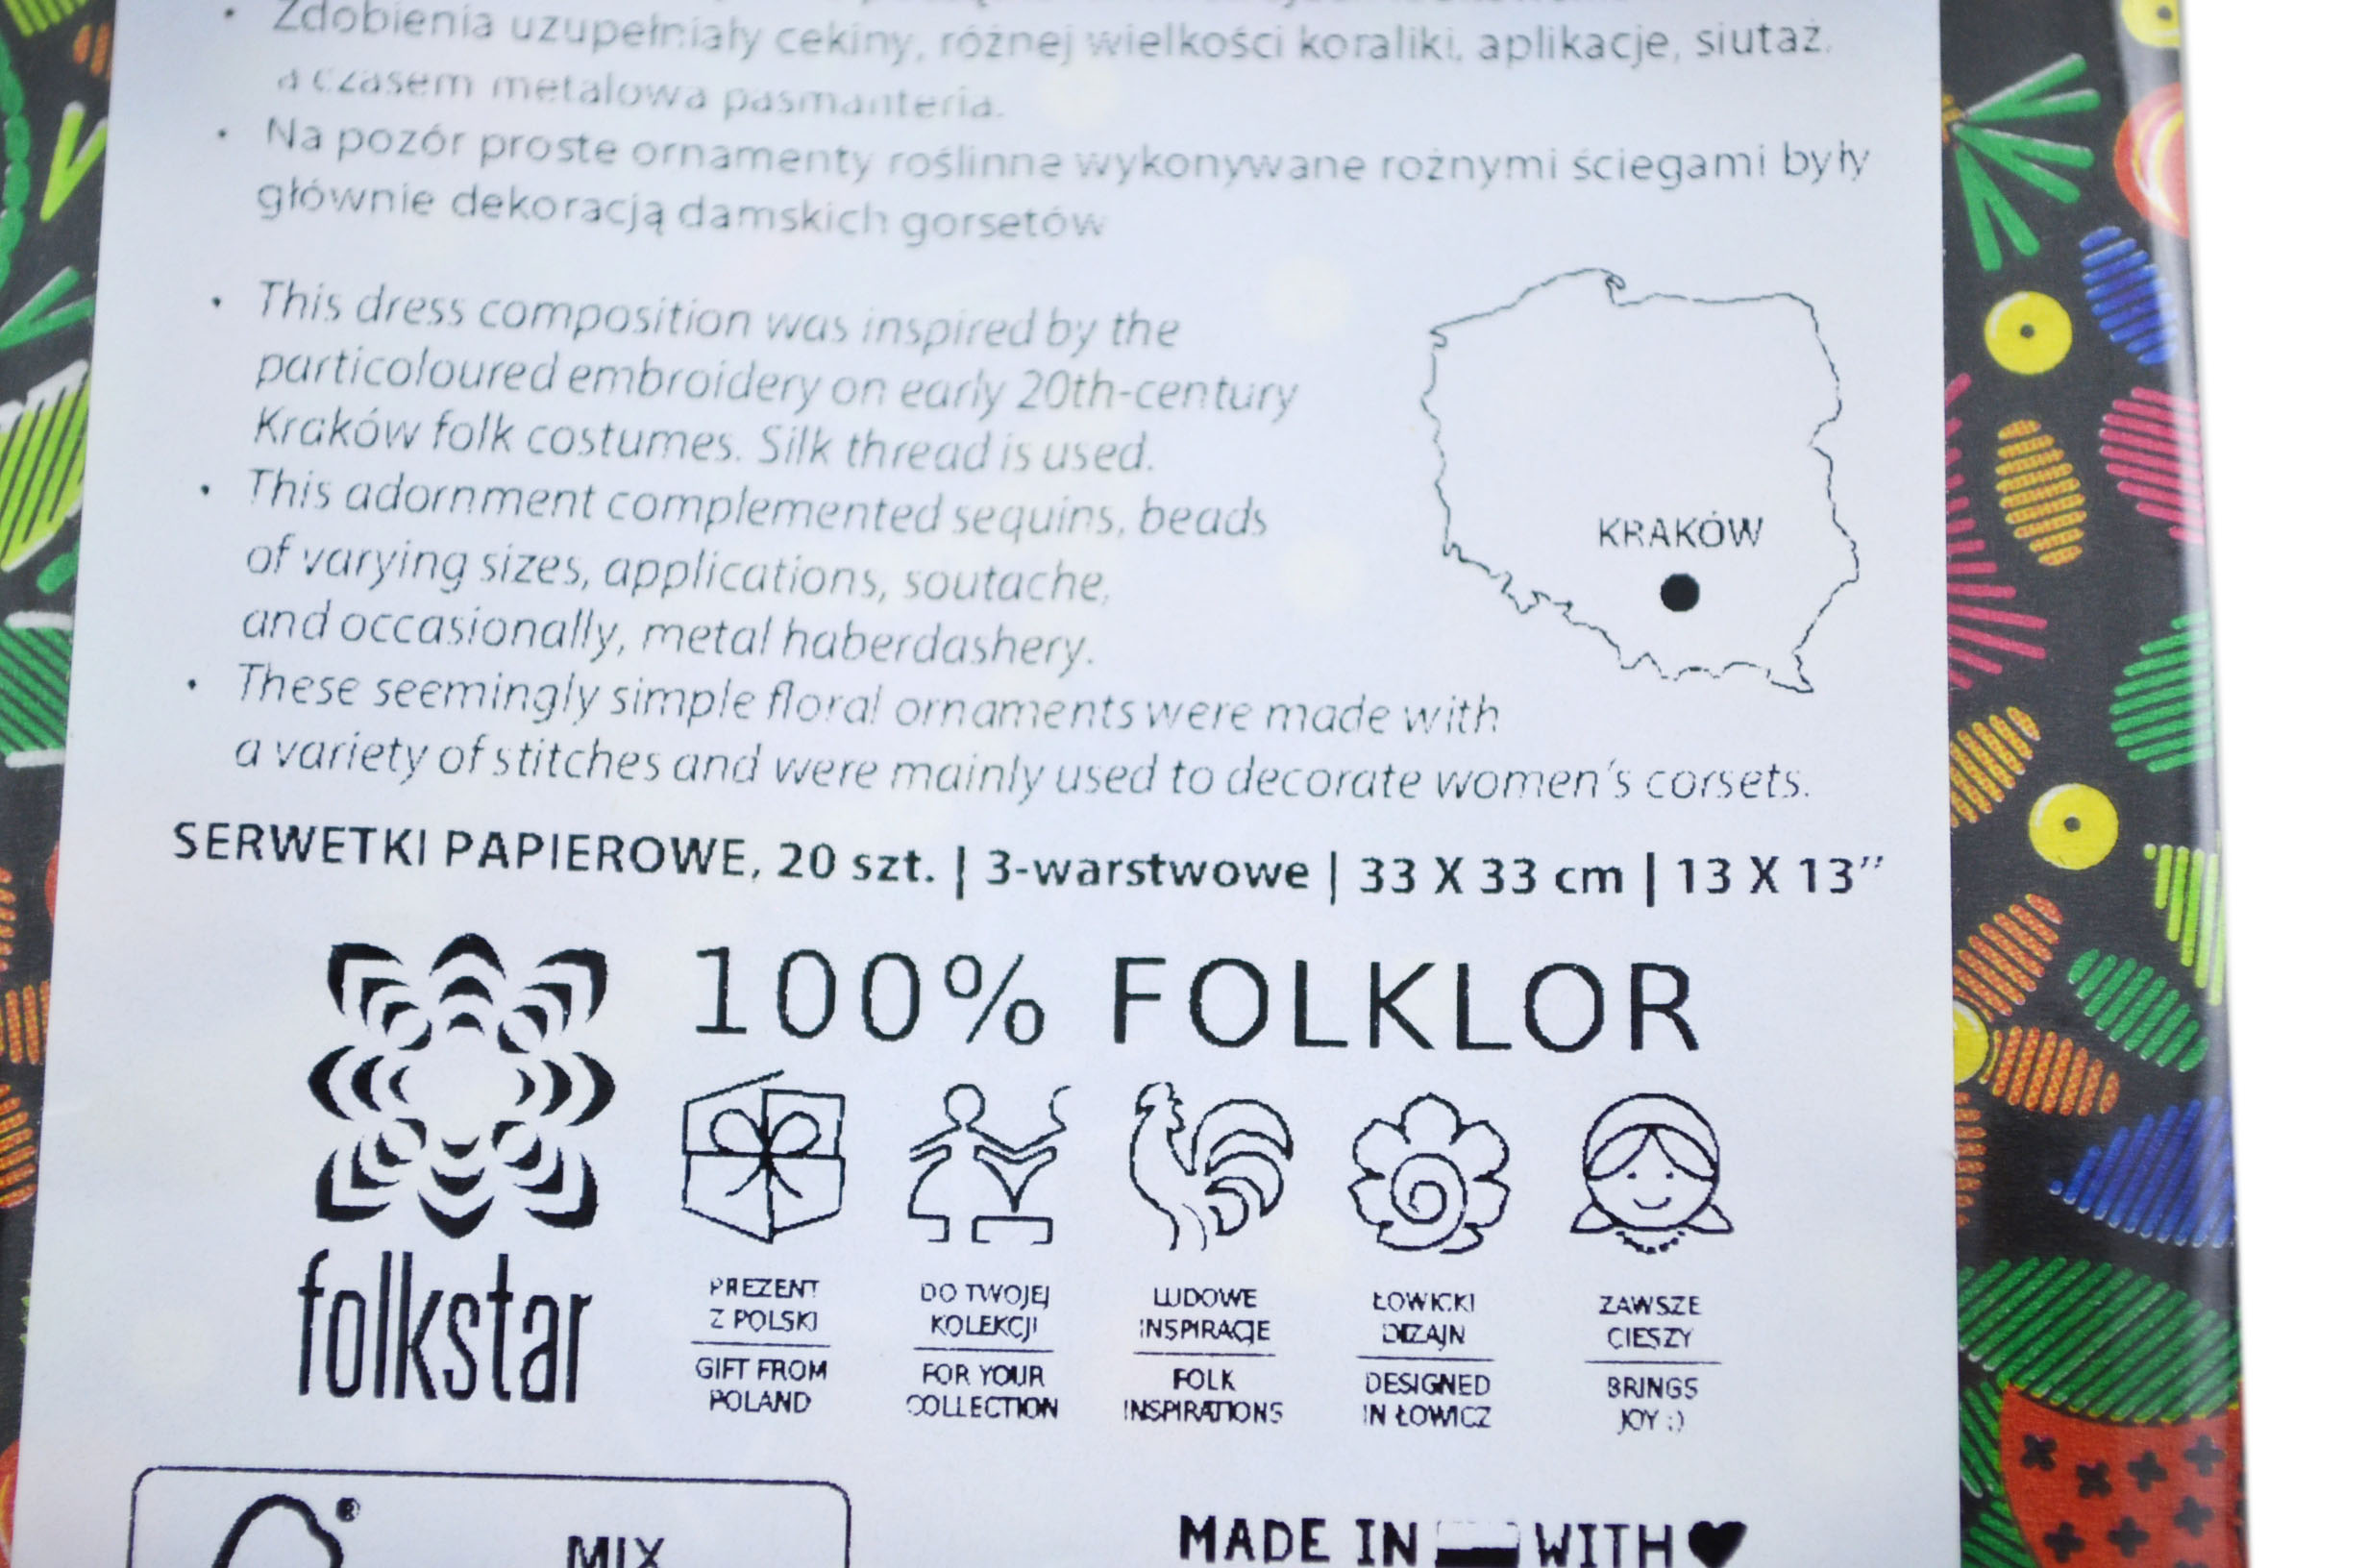 • Zdobienia uzupełniały cekiny, różnej wielkości koraliki, aplikacje, siutaż,
a czasem metalowa pasmanteria.
• Na pozór proste ornamenty roślinne wykonywane rożnymi ściegami były
głównie dekoracją damskich gorsetów
• This dress composition was inspired by the
particoloured embroidery on early 20th-century
Kraków folk costumes. Silk thread is used.
• This adornment complemented sequins, beads
of varying sizes, applications, soutache,
and occasionally, metal haberdashery.
• These seemingly simple floral ornaments were made with
a variety of stitches and were mainly used to decorate women's corsets.
KRAKÓW
SERWETKI PAPIEROWE, 20 szt. | 3-warstwowe | 33 X 33 cm | 13 X 13”
100% FOLKLOR
folkstar
PREZENT
Z POLSKI
GIFT FROM
POLAND
DO TWOJEJ
KOLEKCJI
FOR YOUR
COLLECTION
LUDOWE
INSPIRACJE
FOLK
INSPIRATIONS
ŁOWICKI
DIZAJN
DESIGNED
IN ŁOWICZ
ZAWSZE
CIESZY
BRINGS
JOY :)
®
MIX
MADE IN WITH